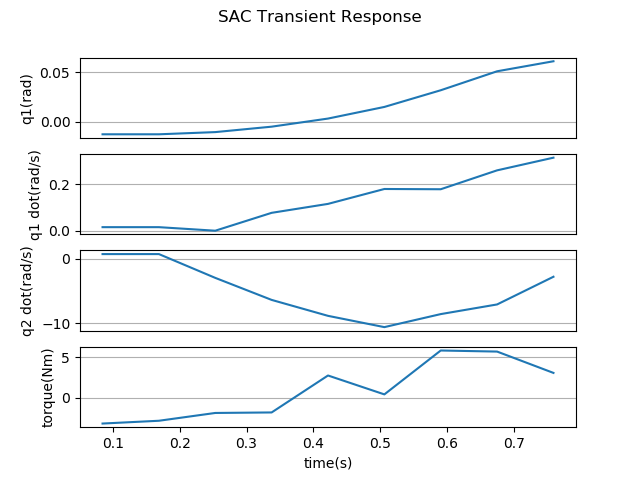 SAC Transient Response
q1(rad)
0.05
0.00
q1 dot(rad/s)
0.2
0.0
q2 dot(rad/s)
0
−10
torque(Nm)
5
0
0.1 0.2 0.3 0.4 0.5 0.6 0.7
time(s)